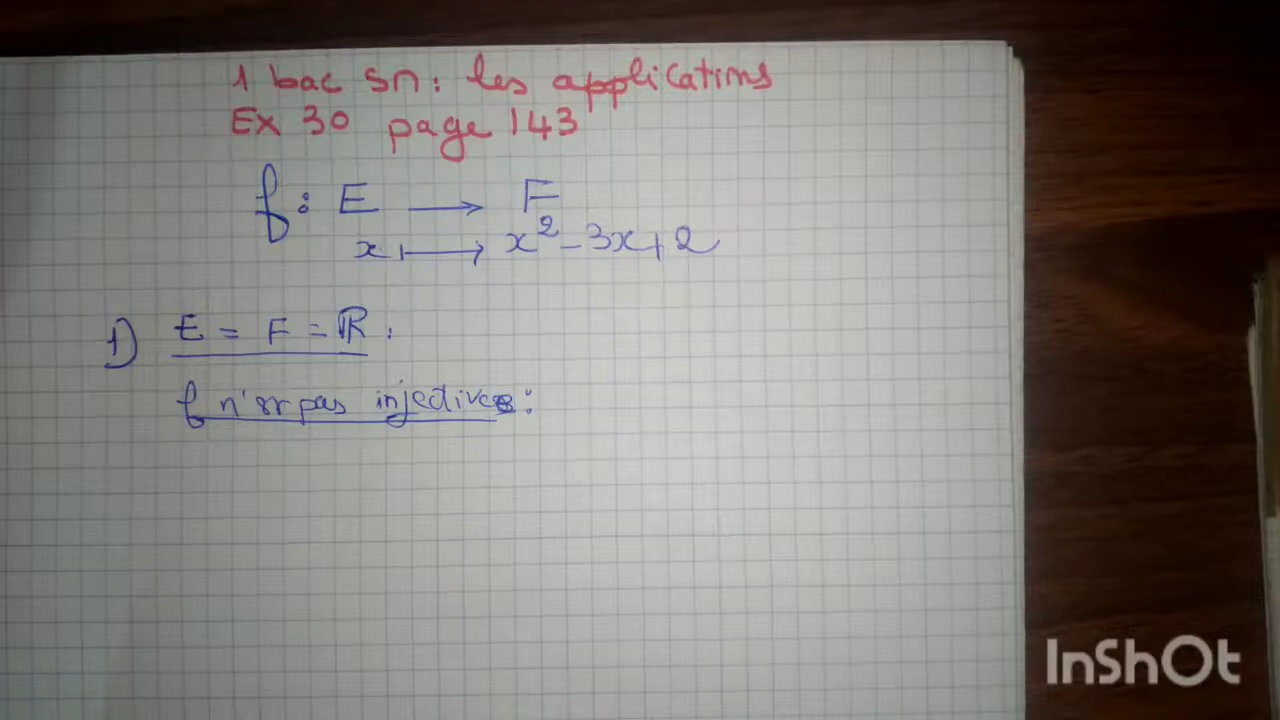 1 bac sm: les applications
Ex 30 page 143
f: E → F
x ↦ x² - 3x + 2
1) E = F = ℝ.
f n'est pas injective:
InShOt